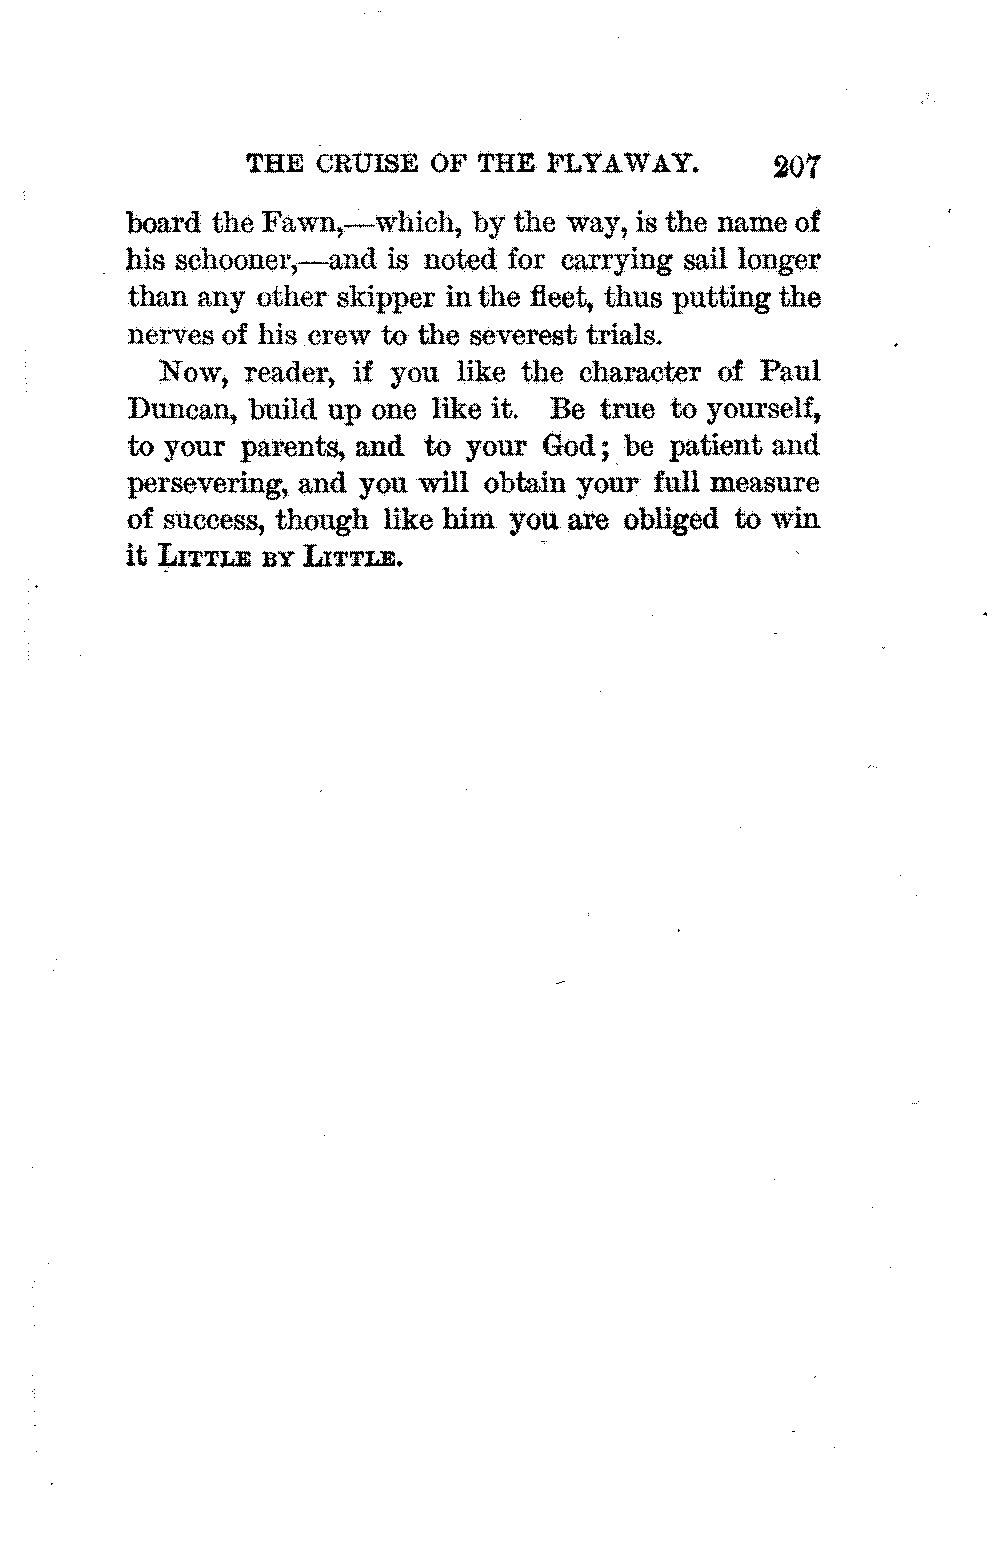 THE CRUISE OF THE FLYAWAY. 207
board the Fawn,—which, by the way, is the name of
his schooner,—and is noted for carrying sail longer
than any other skipper in the fleet, thus putting the
nerves of his crew to the severest trials.
Now, reader, if you like the character of Paul
Duncan, build up one like it. Be true to yourself,
to your parents, and to your God; be patient and
persevering, and you will obtain your full measure
of success, though like him you are obliged to win
it LITTLE BY LITTLE.